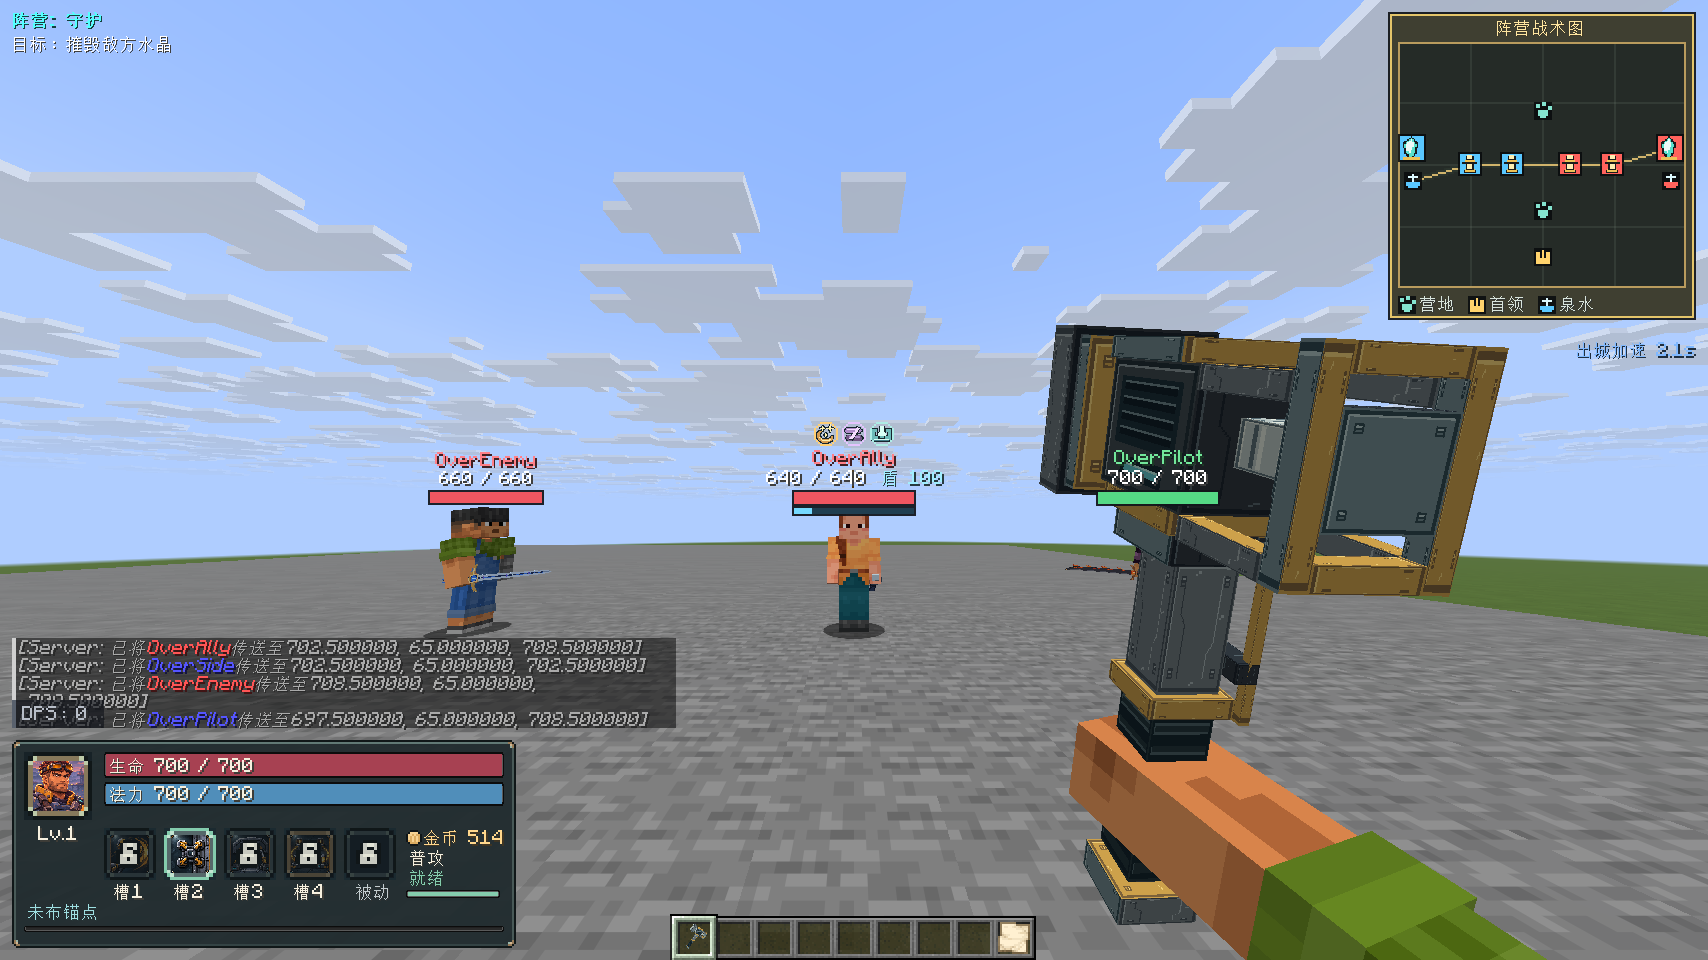 阵营: 守护
目标：摧毁敌方水晶
阵营战术图
营地 首领 泉水
出城加速 2.1s
OverEnemy
660 / 660
OverAlly
640 / 640 盾 100
OverPilot
700 / 700
[Server: 已将OverAlly传送至702.500000, 65.000000, 708.500000]
[Server: 已将OverSide传送至702.500000, 65.000000, 702.500000]
[Server: 已将OverEnemy传送至708.500000, 65.000000,
708.500000]
已将OverPilot传送至697.500000, 65.000000, 708.500000]
DPS: 0
生命 700 / 700
法力 700 / 700
Lv.1
金币 514
普攻
就绪
槽1 槽2 槽3 槽4 被动
未布锚点